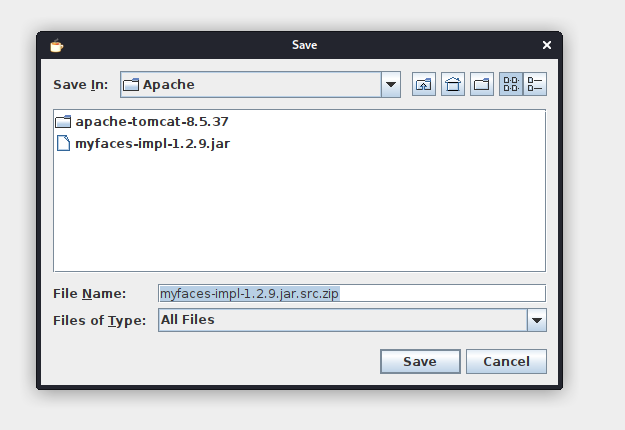 Save
Save In: Apache
apache-tomcat-8.5.37
myfaces-impl-1.2.9.jar
File Name: myfaces-impl-1.2.9.jar.src.zip
Files of Type: All Files
Save Cancel